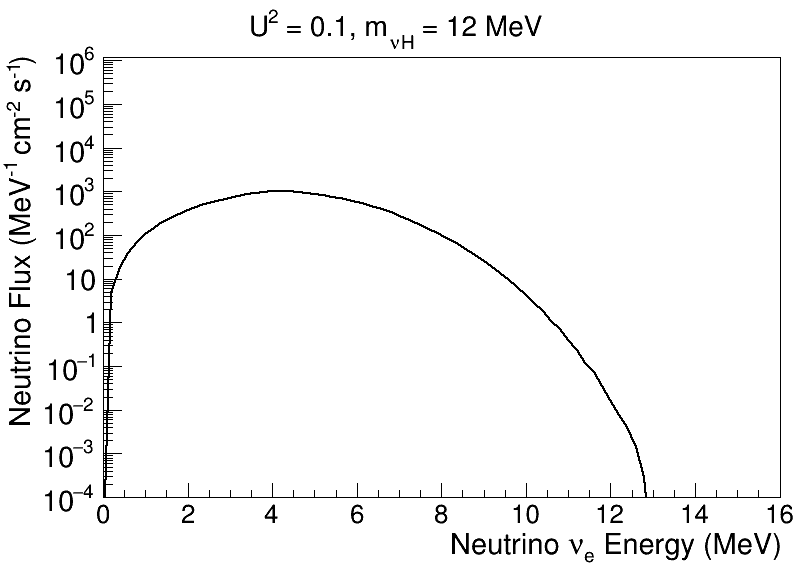 U² = 0.1, m_νH = 12 MeV
Neutrino Flux (MeV⁻¹ cm⁻² s⁻¹)
10⁶
10⁵
10⁴
10³
10²
10
1
10⁻¹
10⁻²
10⁻³
10⁻⁴
0 2 4 6 8 10 12 14 16
Neutrino νₑ Energy (MeV)